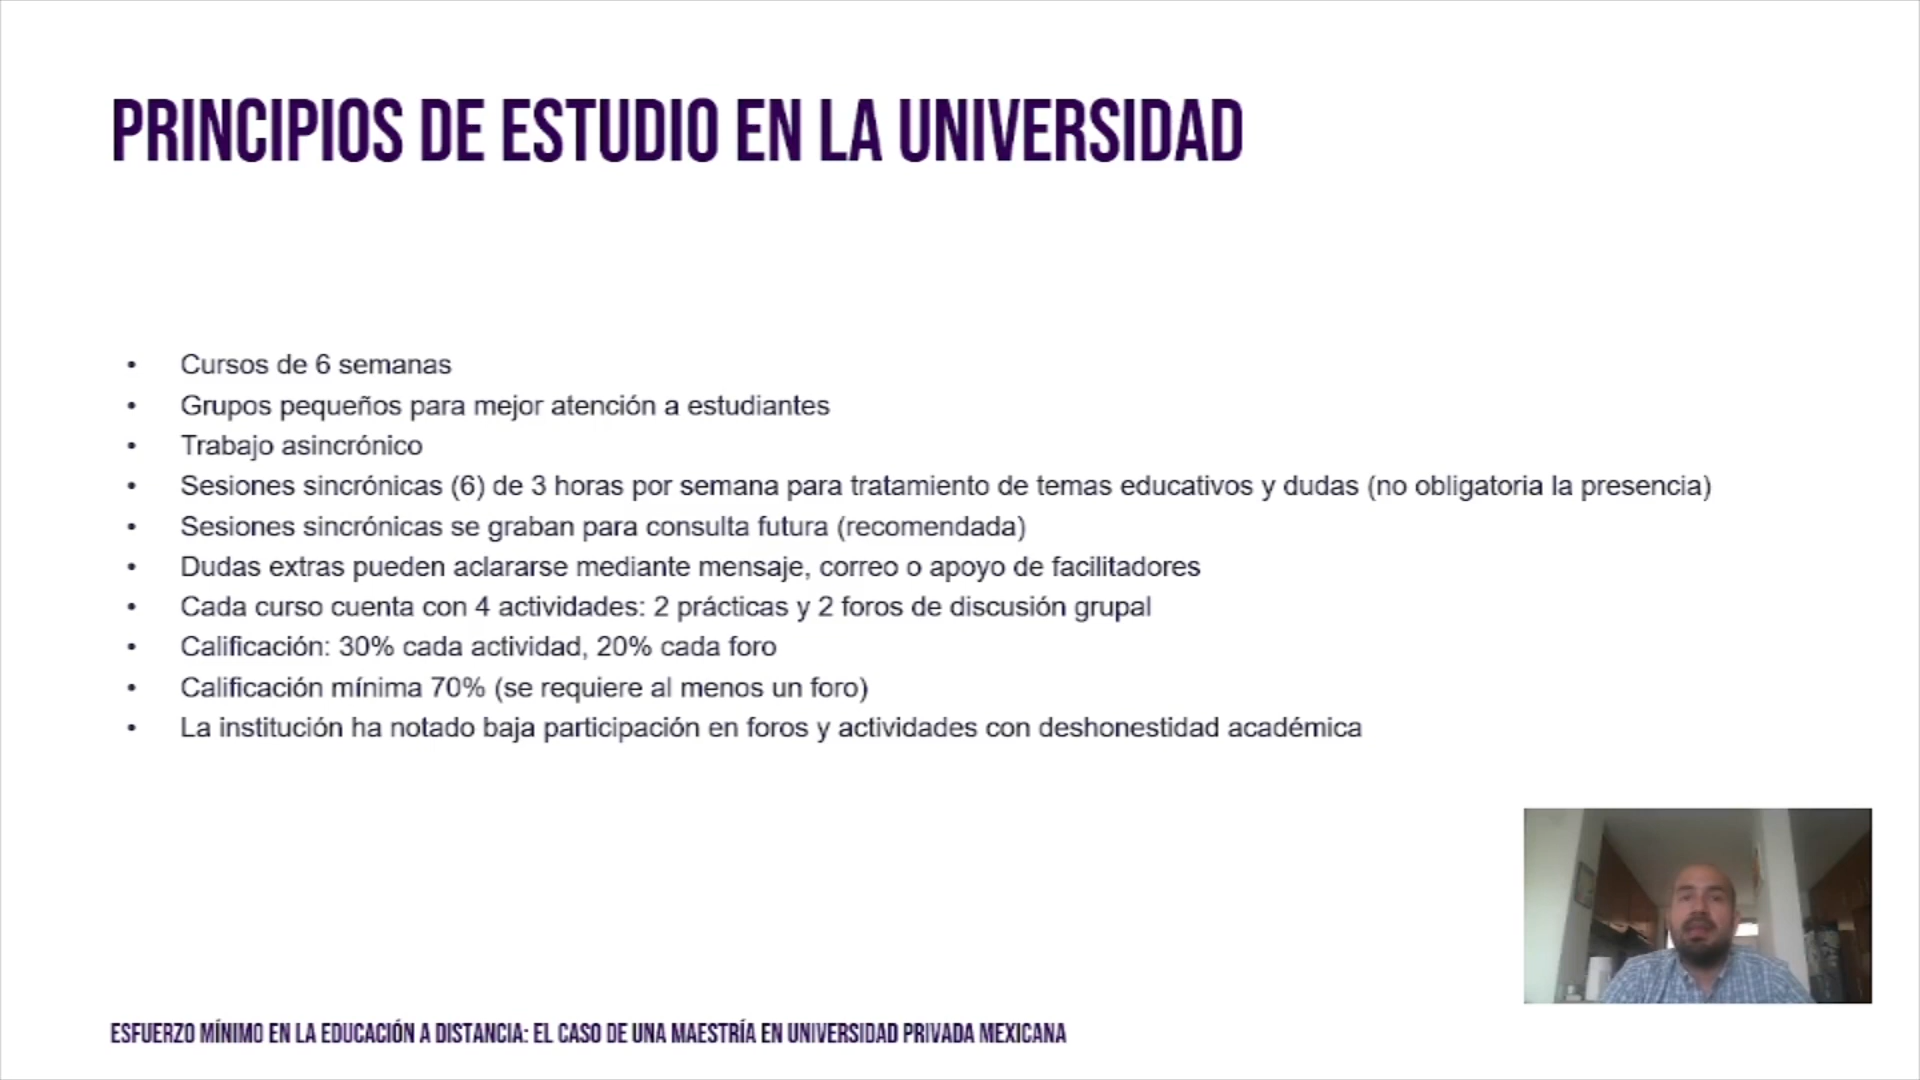 PRINCIPIOS DE ESTUDIO EN LA UNIVERSIDAD
• Cursos de 6 semanas
• Grupos pequeños para mejor atención a estudiantes
• Trabajo asincrónico
• Sesiones sincrónicas (6) de 3 horas por semana para tratamiento de temas educativos y dudas (no obligatoria la presencia)
• Sesiones sincrónicas se graban para consulta futura (recomendada)
• Dudas extras pueden aclararse mediante mensaje, correo o apoyo de facilitadores
• Cada curso cuenta con 4 actividades: 2 prácticas y 2 foros de discusión grupal
• Calificación: 30% cada actividad, 20% cada foro
• Calificación mínima 70% (se requiere al menos un foro)
• La institución ha notado baja participación en foros y actividades con deshonestidad académica
ESFUERZO MÍNIMO EN LA EDUCACIÓN A DISTANCIA: EL CASO DE UNA MAESTRÍA EN UNIVERSIDAD PRIVADA MEXICANA